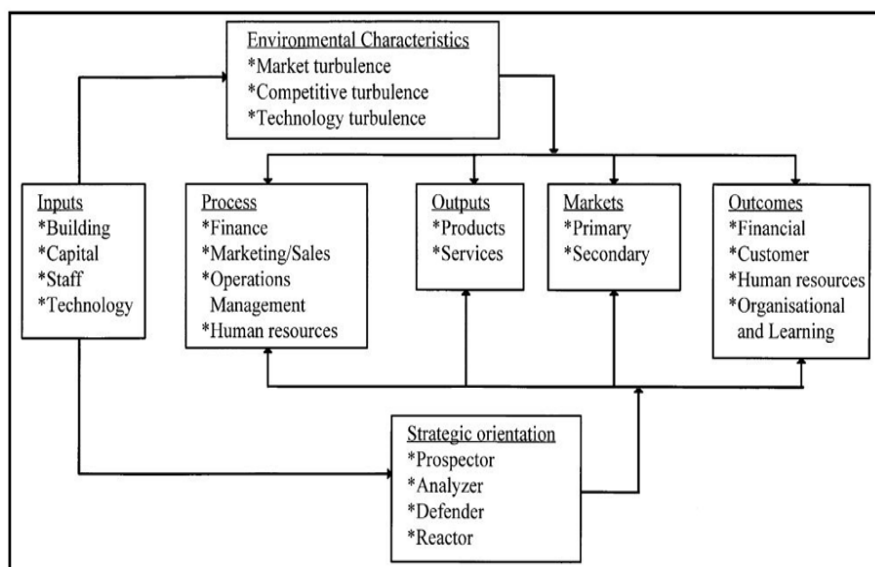 Environmental Characteristics
*Market turbulence
*Competitive turbulence
*Technology turbulence
Inputs
*Building
*Capital
*Staff
*Technology
Process
*Finance
*Marketing/Sales
*Operations
Management
*Human resources
Outputs
*Products
*Services
Markets
*Primary
*Secondary
Outcomes
*Financial
*Customer
*Human resources
*Organisational
and Learning
Strategic orientation
*Prospector
*Analyzer
*Defender
*Reactor